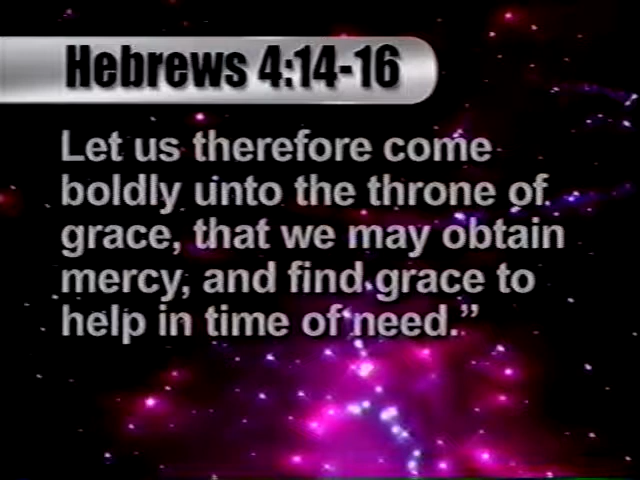 Hebrews 4:14-16
Let us therefore come
boldly unto the throne of
grace, that we may obtain
mercy, and find grace to
help in time of need.”